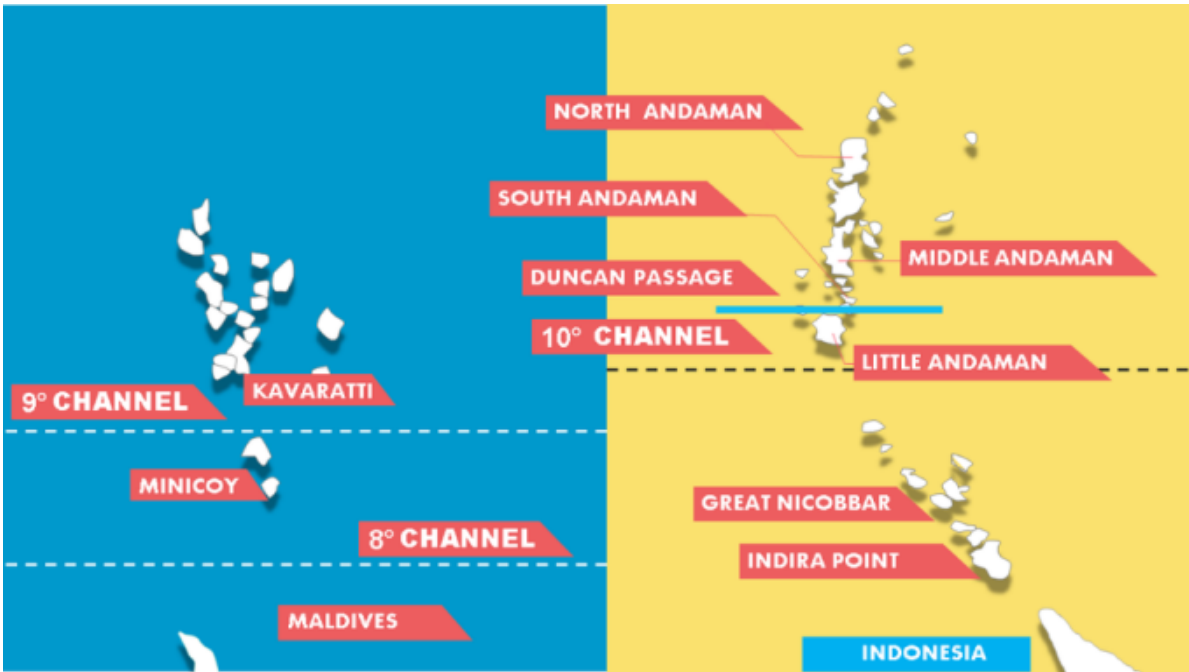 NORTH ANDAMAN
SOUTH ANDAMAN
MIDDLE ANDAMAN
DUNCAN PASSAGE
10° CHANNEL
LITTLE ANDAMAN
KAVARATTI
9° CHANNEL
MINICOY
GREAT NICOBBAR
8° CHANNEL
INDIRA POINT
MALDIVES
INDONESIA